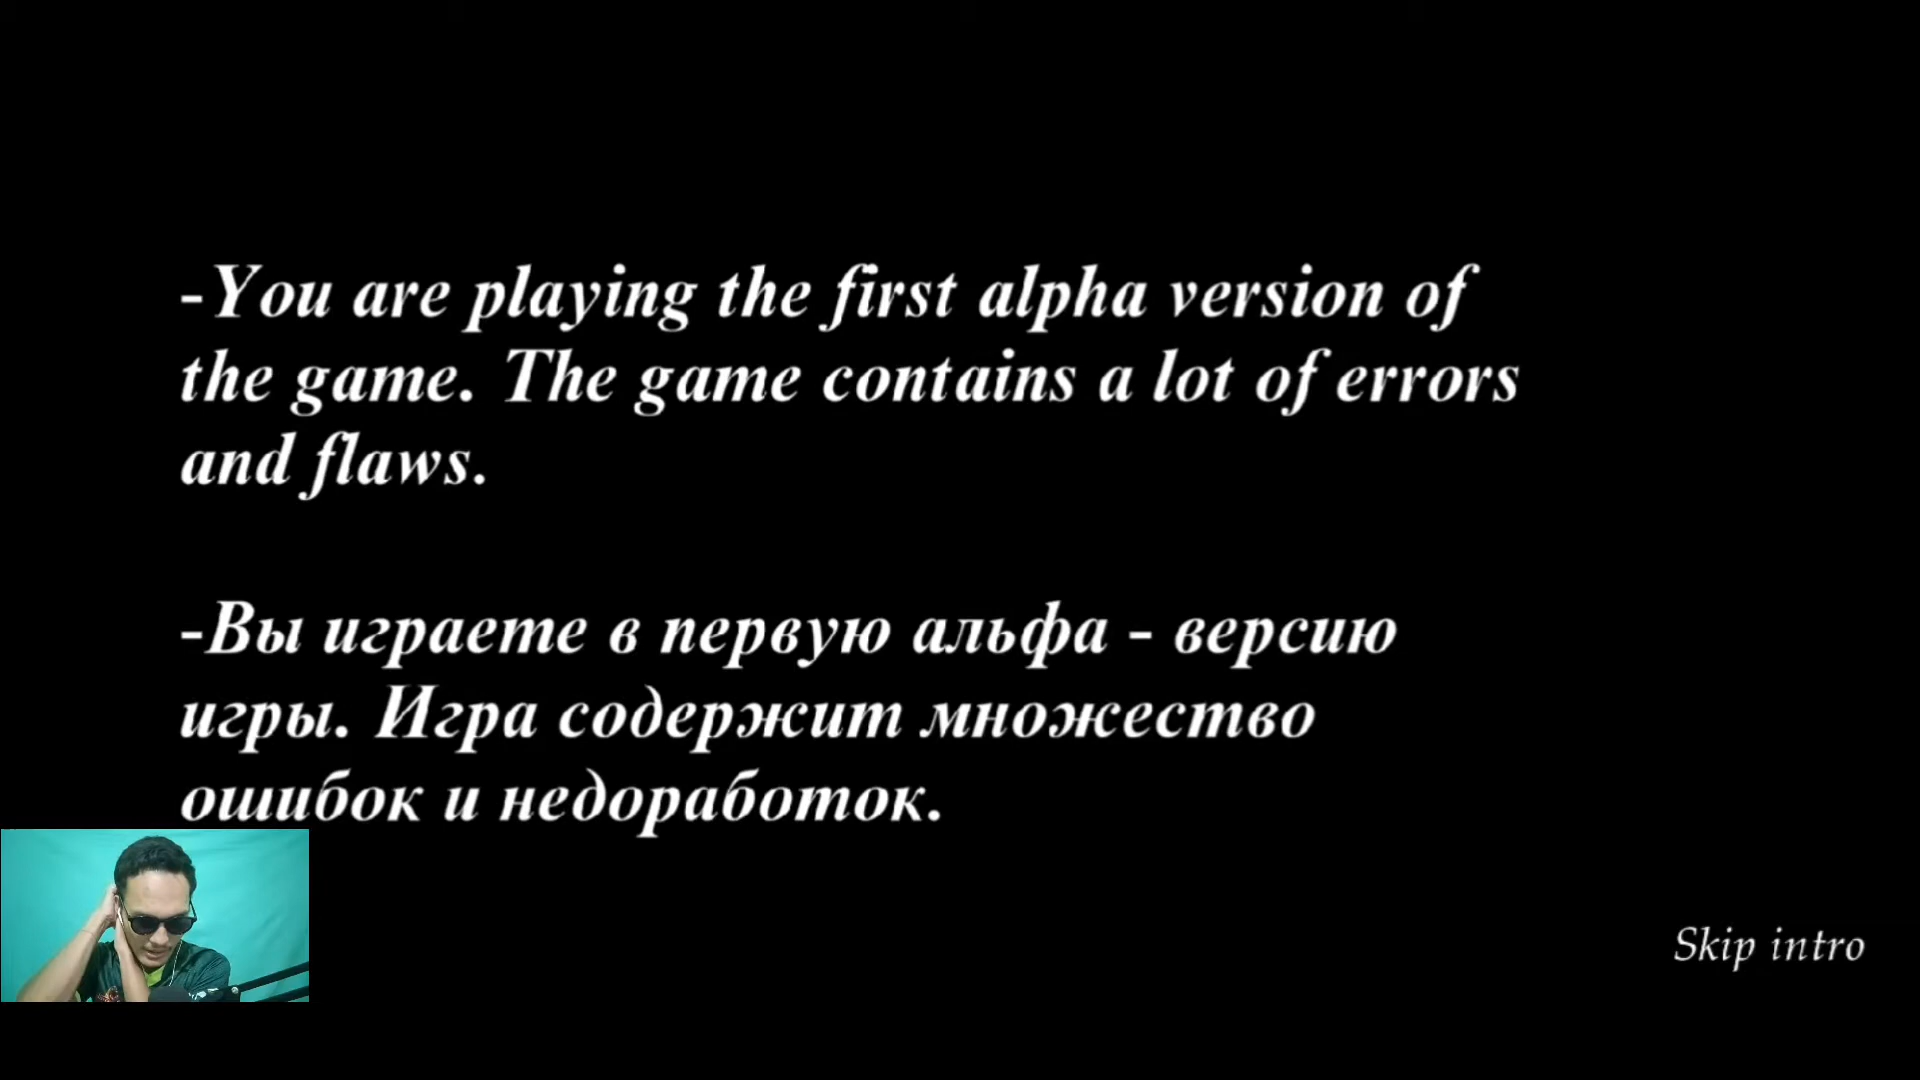 -You are playing the first alpha version of
the game. The game contains a lot of errors
and flaws.
-Вы играете в первую альфа - версию
игры. Игра содержит множество
ошибок и недоработок.
Skip intro